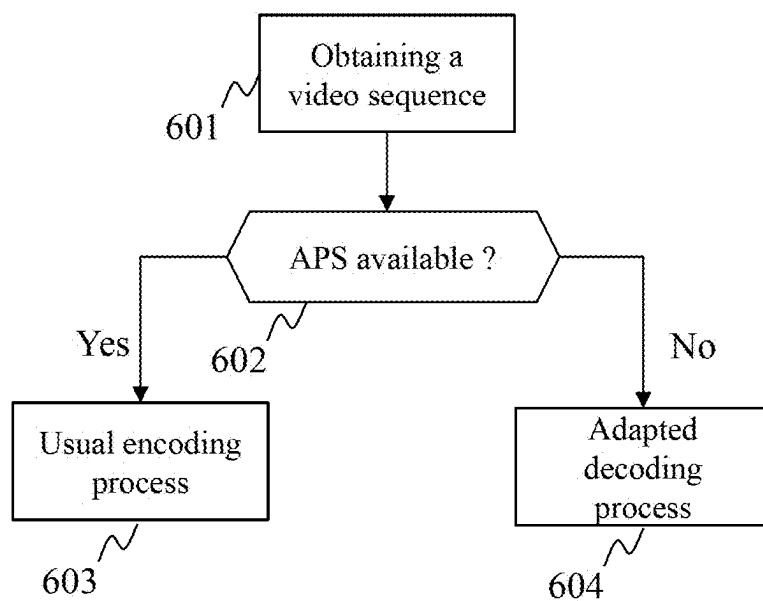 Obtaining a
video sequence
601
APS available ?
602
Yes
No
Usual encoding
process
603
Adapted
decoding
process
604